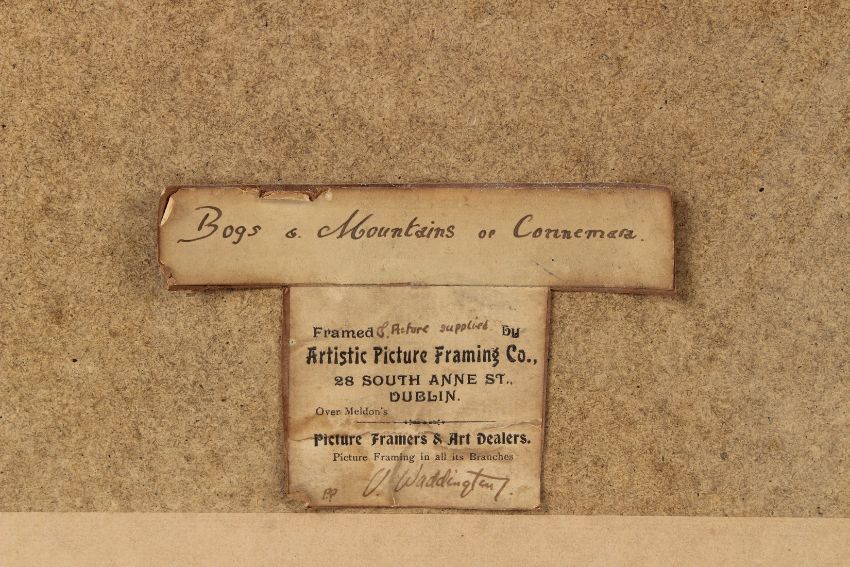 Bogs & Mountains of Connemara.
Framed & Picture supplied by
Artistic Picture Framing Co.,
28 SOUTH ANNE ST.,
DUBLIN.
Over Meldon's
Picture Framers & Art Dealers.
Picture Framing in all its Branches
V. Waddington